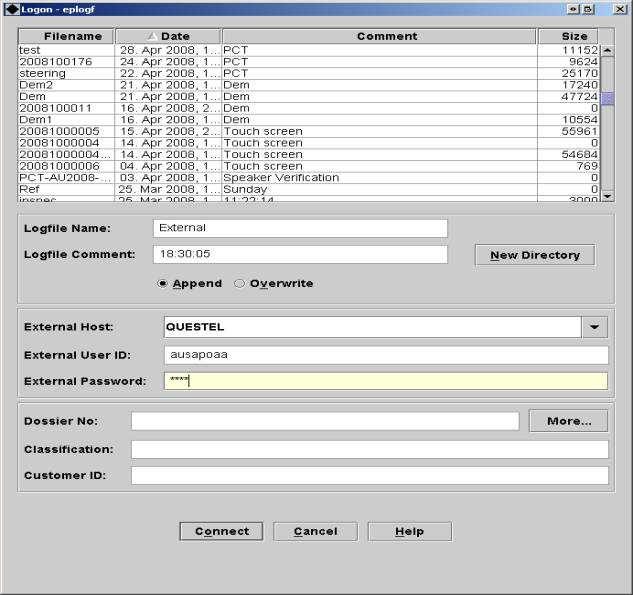 Logon - eplogf
Filename Date Comment Size
test 28. Apr 2008, 1... PCT 11152
2008100176 24. Apr 2008, 1... PCT 9624
steering 22. Apr 2008, 1... PCT 25170
Dem2 21. Apr 2008, 1... Dem 17240
Dem 21. Apr 2008, 1... Dem 47724
2008100011 16. Apr 2008, 2... Dem 0
Dem1 16. Apr 2008, 1... Dem 10554
20081000005 15. Apr 2008, 2... Touch screen 55961
20081000004 14. Apr 2008, 1... Touch screen 0
2008100004... 14. Apr 2008, 1... Touch screen 54684
20081000006 04. Apr 2008, 1... Touch screen 769
PCT-AU2008-... 03. Apr 2008, 1... Speaker Verification 0
Ref 25. Mar 2008, 1... Sunday 0
inspec 25. Mar 2008, 1... 11:22:14 3000
Logfile Name: External
Logfile Comment: 18:30:05 New Directory
Append Overwrite
External Host: QUESTEL
External User ID: ausapoaa
External Password: ****
Dossier No: More...
Classification:
Customer ID:
Connect Cancel Help